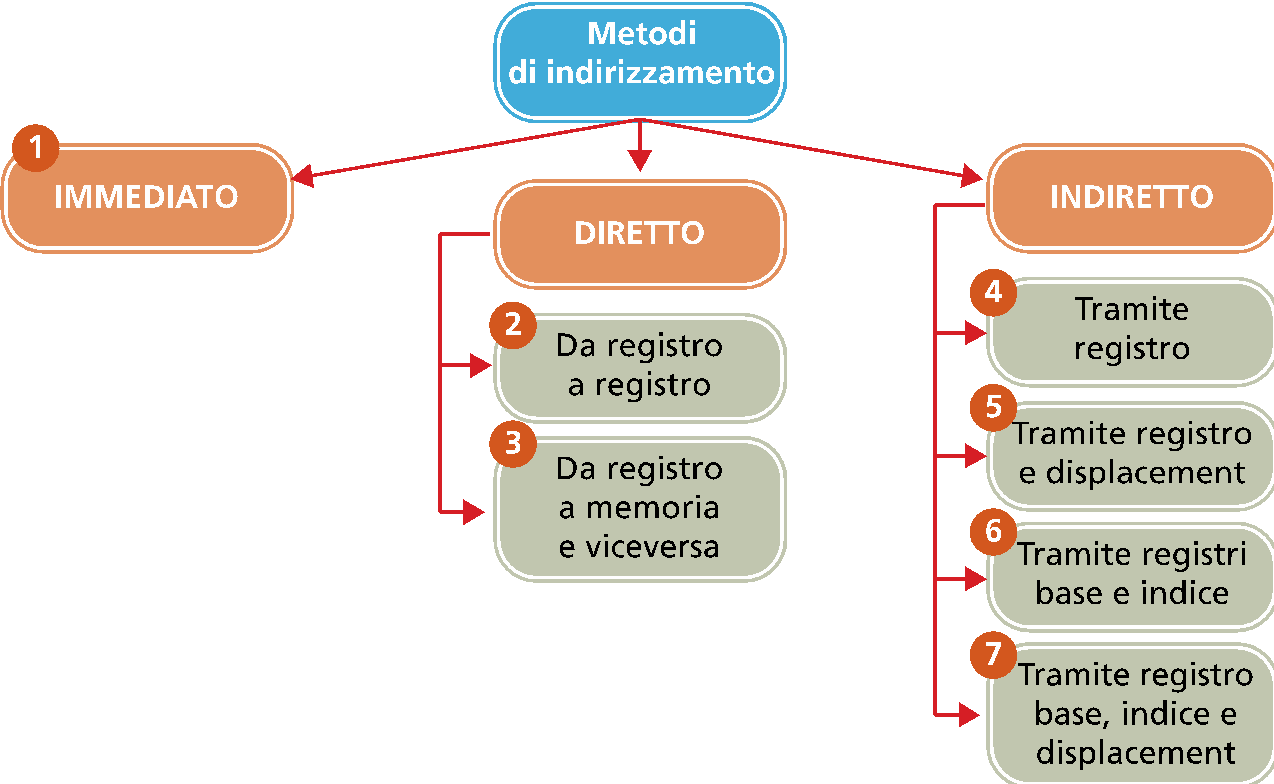 Metodi
di indirizzamento
1
IMMEDIATO
DIRETTO
2
Da registro
a registro
3
Da registro
a memoria
e viceversa
INDIRETTO
4
Tramite
registro
5
Tramite registro
e displacement
6
Tramite registri
base e indice
7
Tramite registro
base, indice e
displacement